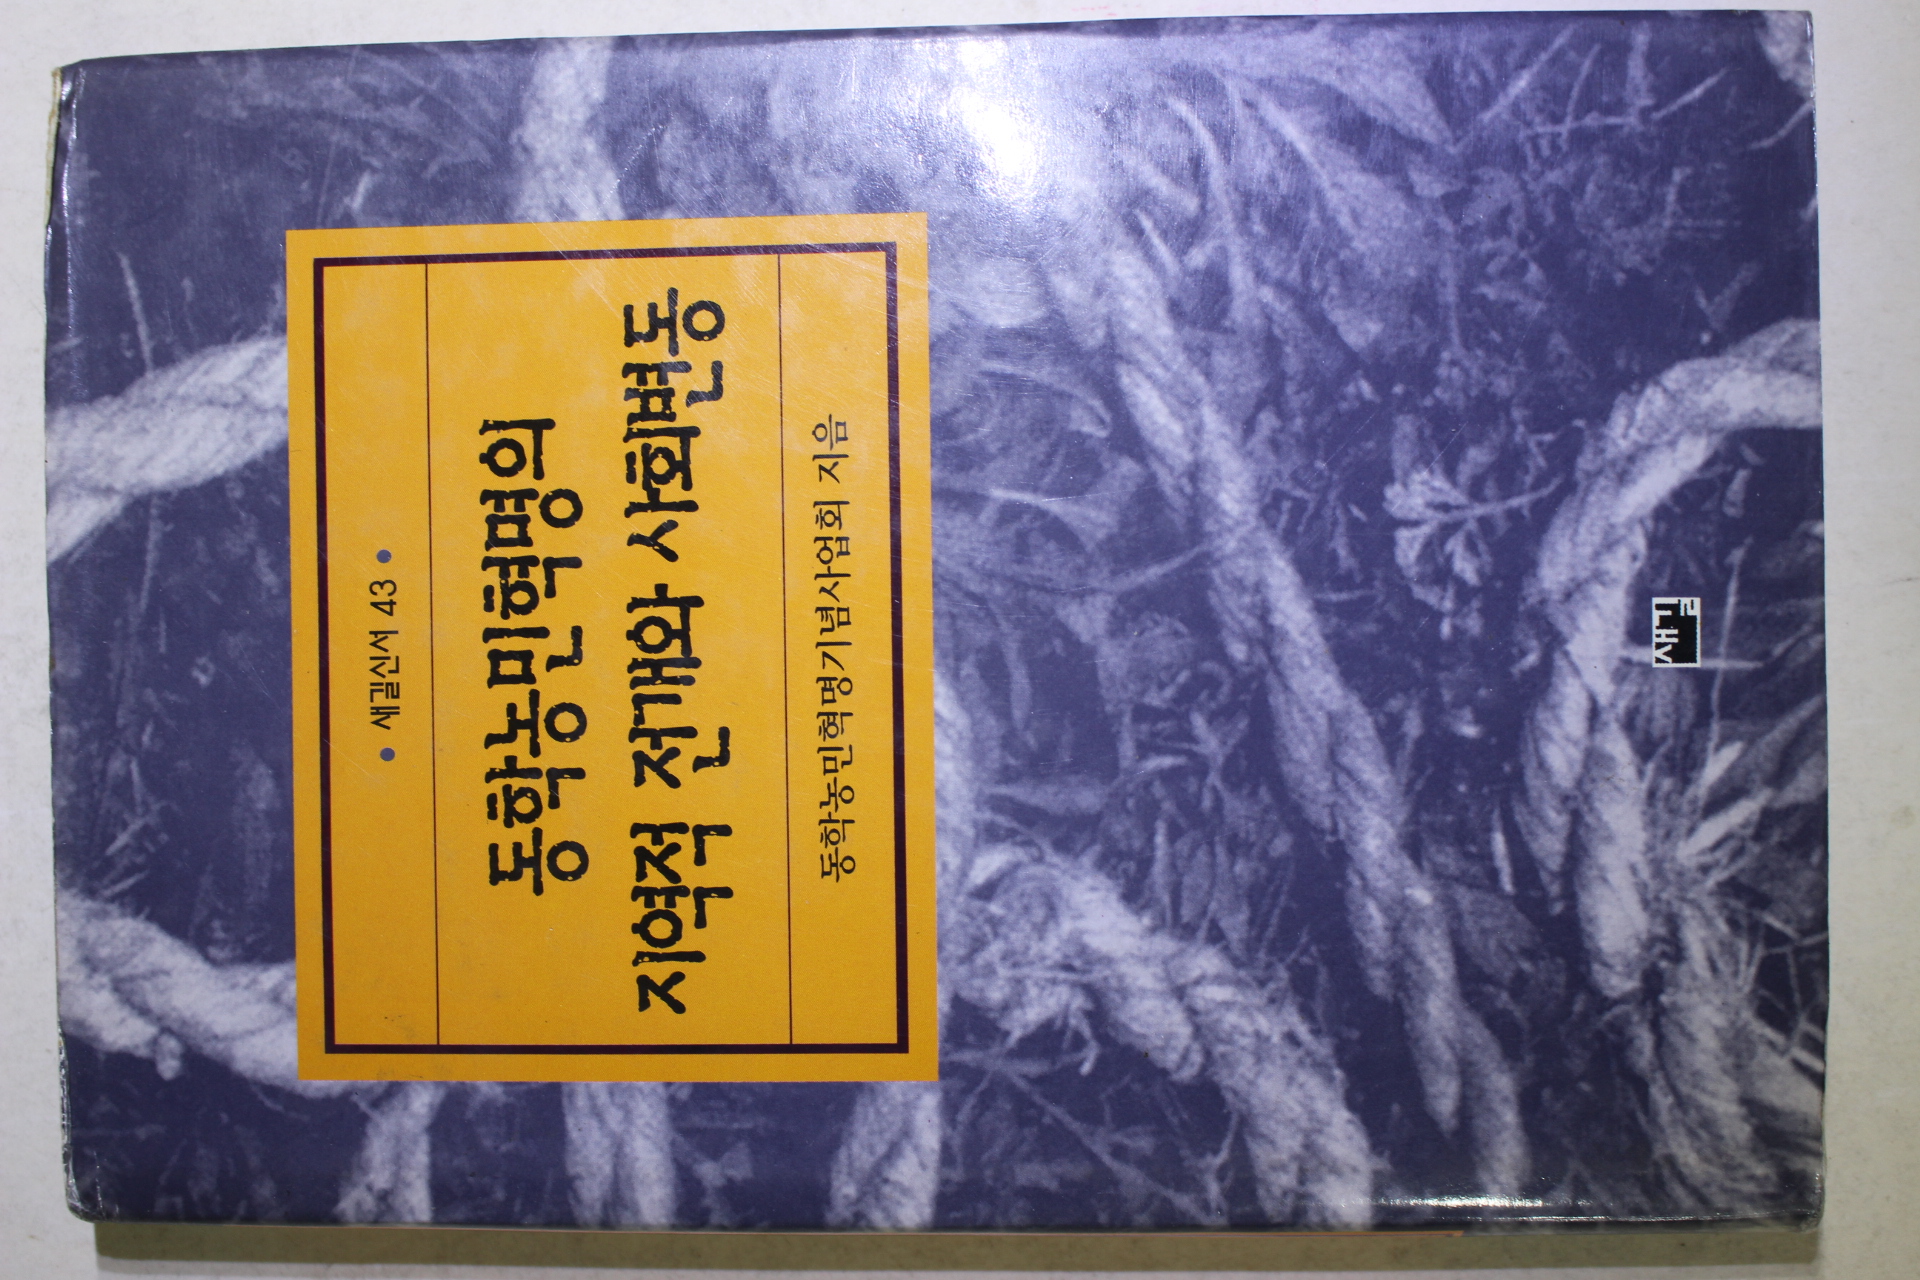 • 새길신서 43 •
동학농민혁명의
지역적 전개와 사회변동
동학농민혁명기념사업회 지음
새길